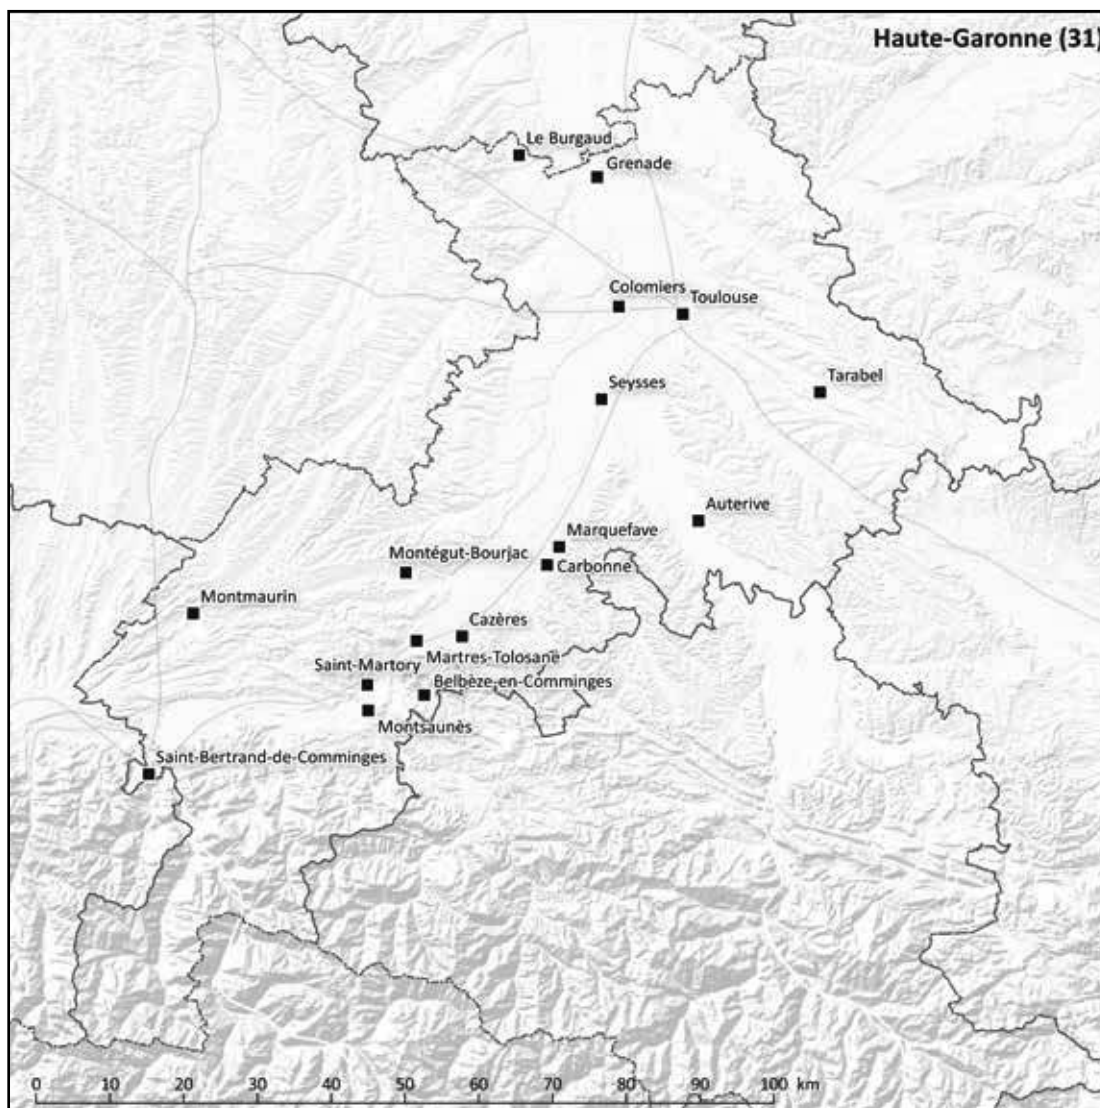 Haute-Garonne (31)
Le Burgaud
Grenade
Colomiers
Toulouse
Seysses
Tarabel
Auterive
Marquefave
Montégut-Bourjac
Carbonne
Montmaurin
Cazères
Martres-Tolosane
Saint-Martory
Belbèze-en-Comminges
Montsaunès
Saint-Bertrand-de-Comminges
0 10 20 30 40 50 60 70 80 90 100 km